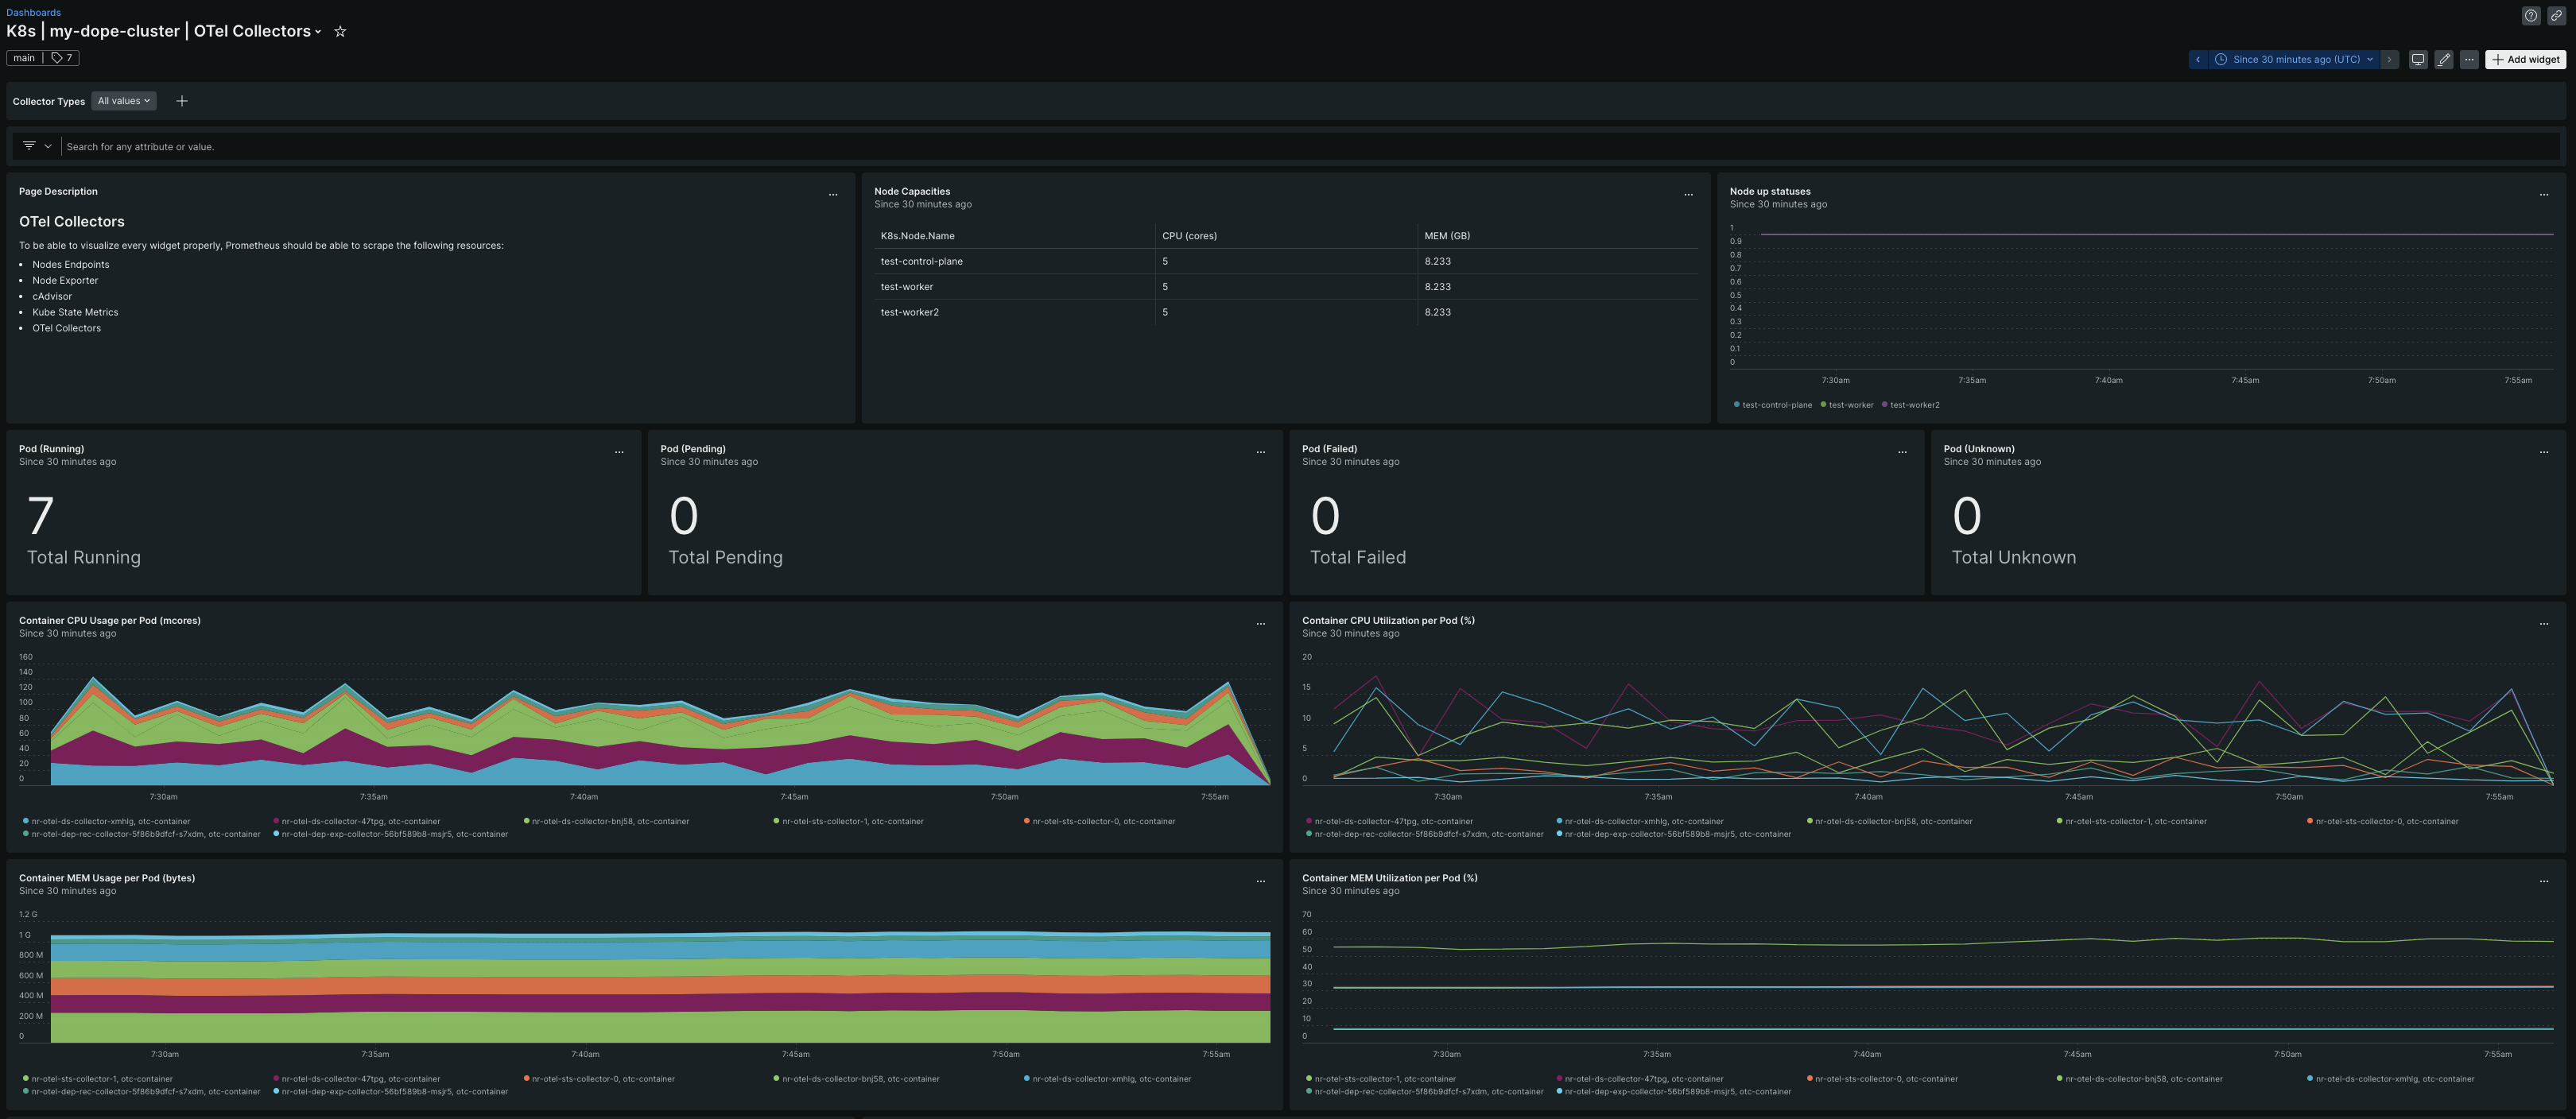 Dashboards
K8s | my-dope-cluster | OTel Collectors
main | 7
Since 30 minutes ago (UTC)
Add widget
Collector Types All values
Search for any attribute or value.
Page Description
OTel Collectors
To be able to visualize every widget properly, Prometheus should be able to scrape the following resources:
• Nodes Endpoints
• Node Exporter
• cAdvisor
• Kube State Metrics
• OTel Collectors
Node Capacities
Since 30 minutes ago
K8s.Node.Name CPU (cores) MEM (GB)
test-control-plane 5 8.233
test-worker 5 8.233
test-worker2 5 8.233
Node up statuses
Since 30 minutes ago
1
0.9
0.8
0.7
0.6
0.5
0.4
0.3
0.2
0.1
0
7:30am 7:35am 7:40am 7:45am 7:50am 7:55am
test-control-plane test-worker test-worker2
Pod (Running)
Since 30 minutes ago
7
Total Running
Pod (Pending)
Since 30 minutes ago
0
Total Pending
Pod (Failed)
Since 30 minutes ago
0
Total Failed
Pod (Unknown)
Since 30 minutes ago
0
Total Unknown
Container CPU Usage per Pod (mcores)
Since 30 minutes ago
160
140
120
100
80
60
40
20
0
7:30am 7:35am 7:40am 7:45am 7:50am 7:55am
nr-otel-ds-collector-xmhlg, otc-container nr-otel-ds-collector-47tpg, otc-container nr-otel-ds-collector-bnj58, otc-container nr-otel-sts-collector-1, otc-container nr-otel-sts-collector-0, otc-container
nr-otel-dep-rec-collector-5f86b9dfcf-s7xdm, otc-container nr-otel-dep-exp-collector-56bf589b8-msjr5, otc-container
Container CPU Utilization per Pod (%)
Since 30 minutes ago
20
15
10
5
0
7:30am 7:35am 7:40am 7:45am 7:50am 7:55am
nr-otel-ds-collector-47tpg, otc-container nr-otel-ds-collector-xmhlg, otc-container nr-otel-ds-collector-bnj58, otc-container nr-otel-sts-collector-1, otc-container nr-otel-sts-collector-0, otc-container
nr-otel-dep-rec-collector-5f86b9dfcf-s7xdm, otc-container nr-otel-dep-exp-collector-56bf589b8-msjr5, otc-container
Container MEM Usage per Pod (bytes)
Since 30 minutes ago
1.2 G
1 G
800 M
600 M
400 M
200 M
0
7:30am 7:35am 7:40am 7:45am 7:50am 7:55am
nr-otel-sts-collector-1, otc-container nr-otel-ds-collector-47tpg, otc-container nr-otel-sts-collector-0, otc-container nr-otel-ds-collector-bnj58, otc-container nr-otel-ds-collector-xmhlg, otc-container
nr-otel-dep-rec-collector-5f86b9dfcf-s7xdm, otc-container nr-otel-dep-exp-collector-56bf589b8-msjr5, otc-container
Container MEM Utilization per Pod (%)
Since 30 minutes ago
70
60
50
40
30
20
10
0
7:30am 7:35am 7:40am 7:45am 7:50am 7:55am
nr-otel-sts-collector-1, otc-container nr-otel-ds-collector-47tpg, otc-container nr-otel-sts-collector-0, otc-container nr-otel-ds-collector-bnj58, otc-container nr-otel-ds-collector-xmhlg, otc-container
nr-otel-dep-rec-collector-5f86b9dfcf-s7xdm, otc-container nr-otel-dep-exp-collector-56bf589b8-msjr5, otc-container